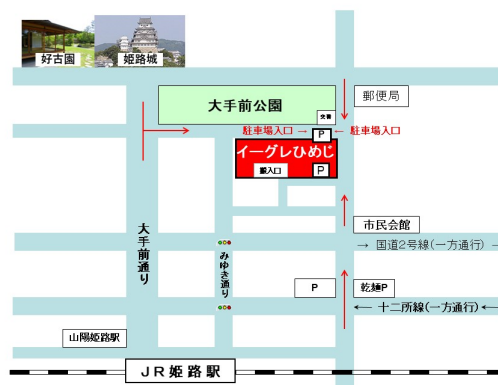 好古園
姫路城
大手前公園
交番
郵便局
駐車場入口 →
P
← 駐車場入口
イーグレひめじ
搬入口
P
市民会館
→ 国道2号線(一方通行) →
大手前通り
みゆき通り
P
乾麺P
← 十二所線(一方通行) ←
山陽姫路駅
JR姫路駅